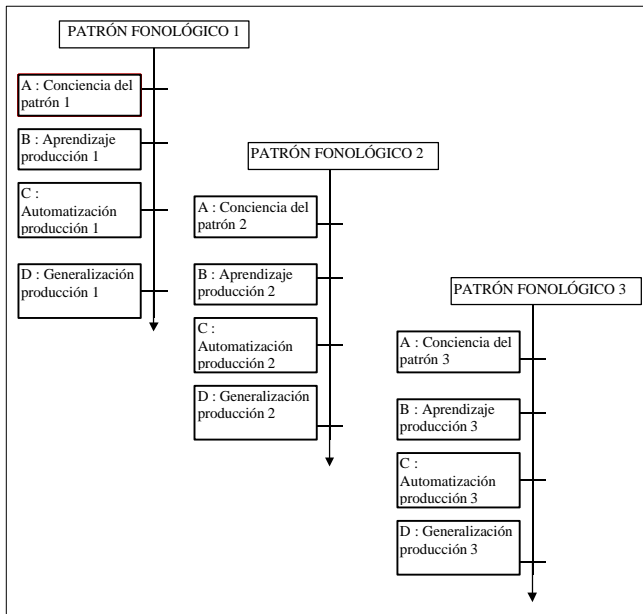 PATRÓN FONOLÓGICO 1
A : Conciencia del
patrón 1
B : Aprendizaje
producción 1
C :
Automatización
producción 1
D : Generalización
producción 1
PATRÓN FONOLÓGICO 2
A : Conciencia del
patrón 2
B : Aprendizaje
producción 2
C :
Automatización
producción 2
D : Generalización
producción 2
PATRÓN FONOLÓGICO 3
A : Conciencia del
patrón 3
B : Aprendizaje
producción 3
C :
Automatización
producción 3
D : Generalización
producción 3